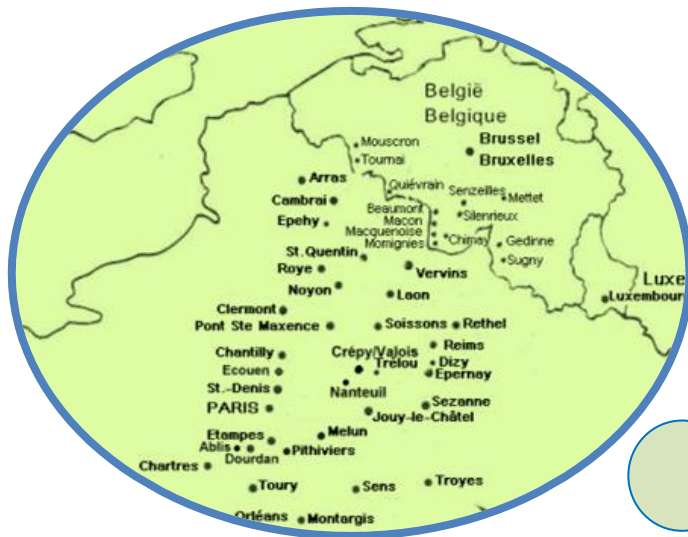 België
Belgique
Brussel
Bruxelles
Mouscron
Tournai
Arras
Quiévrain
Senzeilles
Mettet
Cambrai
Beaumont
Silenrieux
Epehy
Macon
Macquenoise
Chimay
Momignies
Gedinne
St.Quentin
Sugny
Roye
Vervins
Luxe
Noyon
Laon
Luxembour
Clermont
Pont Ste Maxence
Soissons
Rethel
Reims
Chantilly
Crépy/Valois
Trélou
Dizy
Ecouen
Epernay
St.-Denis
Nanteuil
PARIS
Sezanne
Jouy-le-Châtel
Etampes
Melun
Ablis
Dourdan
Pithiviers
Chartres
Toury
Sens
Troyes
Orléans
Montargis